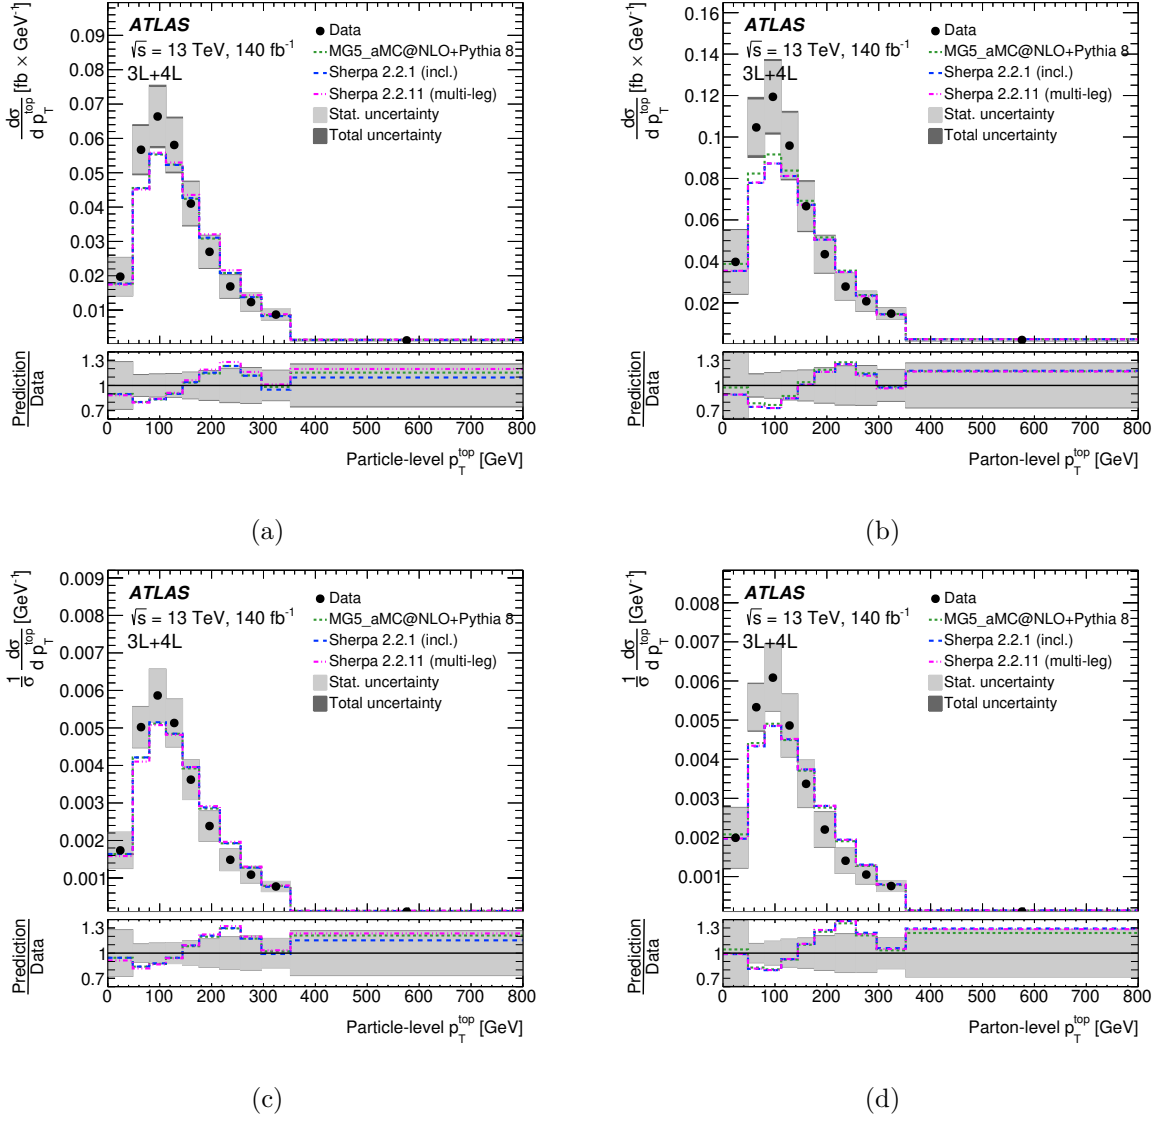 ATLAS
√s = 13 TeV, 140 fb⁻¹
3L+4L
Data
MG5_aMC@NLO+Pythia 8
Sherpa 2.2.1 (incl.)
Sherpa 2.2.11 (multi-leg)
Stat. uncertainty
Total uncertainty
dσ/d p_T^top [fb × GeV⁻¹]
0.09
0.08
0.07
0.06
0.05
0.04
0.03
0.02
0.01
Prediction/Data
1.3
1
0.7
0 100 200 300 400 500 600 700 800
Particle-level p_T^top [GeV]
(a)
ATLAS
√s = 13 TeV, 140 fb⁻¹
3L+4L
Data
MG5_aMC@NLO+Pythia 8
Sherpa 2.2.1 (incl.)
Sherpa 2.2.11 (multi-leg)
Stat. uncertainty
Total uncertainty
dσ/d p_T^top [fb × GeV⁻¹]
0.16
0.14
0.12
0.1
0.08
0.06
0.04
0.02
Prediction/Data
1.3
1
0.7
0 100 200 300 400 500 600 700 800
Parton-level p_T^top [GeV]
(b)
ATLAS
√s = 13 TeV, 140 fb⁻¹
3L+4L
Data
MG5_aMC@NLO+Pythia 8
Sherpa 2.2.1 (incl.)
Sherpa 2.2.11 (multi-leg)
Stat. uncertainty
Total uncertainty
1/σ dσ/d p_T^top [GeV⁻¹]
0.009
0.008
0.007
0.006
0.005
0.004
0.003
0.002
0.001
Prediction/Data
1.3
1
0.7
0 100 200 300 400 500 600 700 800
Particle-level p_T^top [GeV]
(c)
ATLAS
√s = 13 TeV, 140 fb⁻¹
3L+4L
Data
MG5_aMC@NLO+Pythia 8
Sherpa 2.2.1 (incl.)
Sherpa 2.2.11 (multi-leg)
Stat. uncertainty
Total uncertainty
1/σ dσ/d p_T^top [GeV⁻¹]
0.008
0.007
0.006
0.005
0.004
0.003
0.002
0.001
Prediction/Data
1.3
1
0.7
0 100 200 300 400 500 600 700 800
Parton-level p_T^top [GeV]
(d)